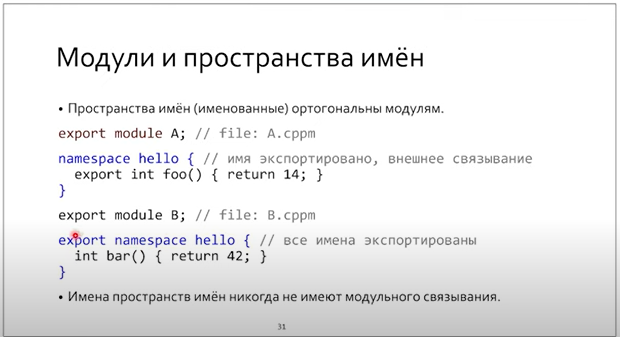 Модули и пространства имён
• Пространства имён (именованные) ортогональны модулям.
export module A; // file: A.cppm
namespace hello { // имя экспортировано, внешнее связывание
export int foo() { return 14; }
}
export module B; // file: B.cppm
export namespace hello { // все имена экспортированы
int bar() { return 42; }
}
• Имена пространств имён никогда не имеют модульного связывания.
31